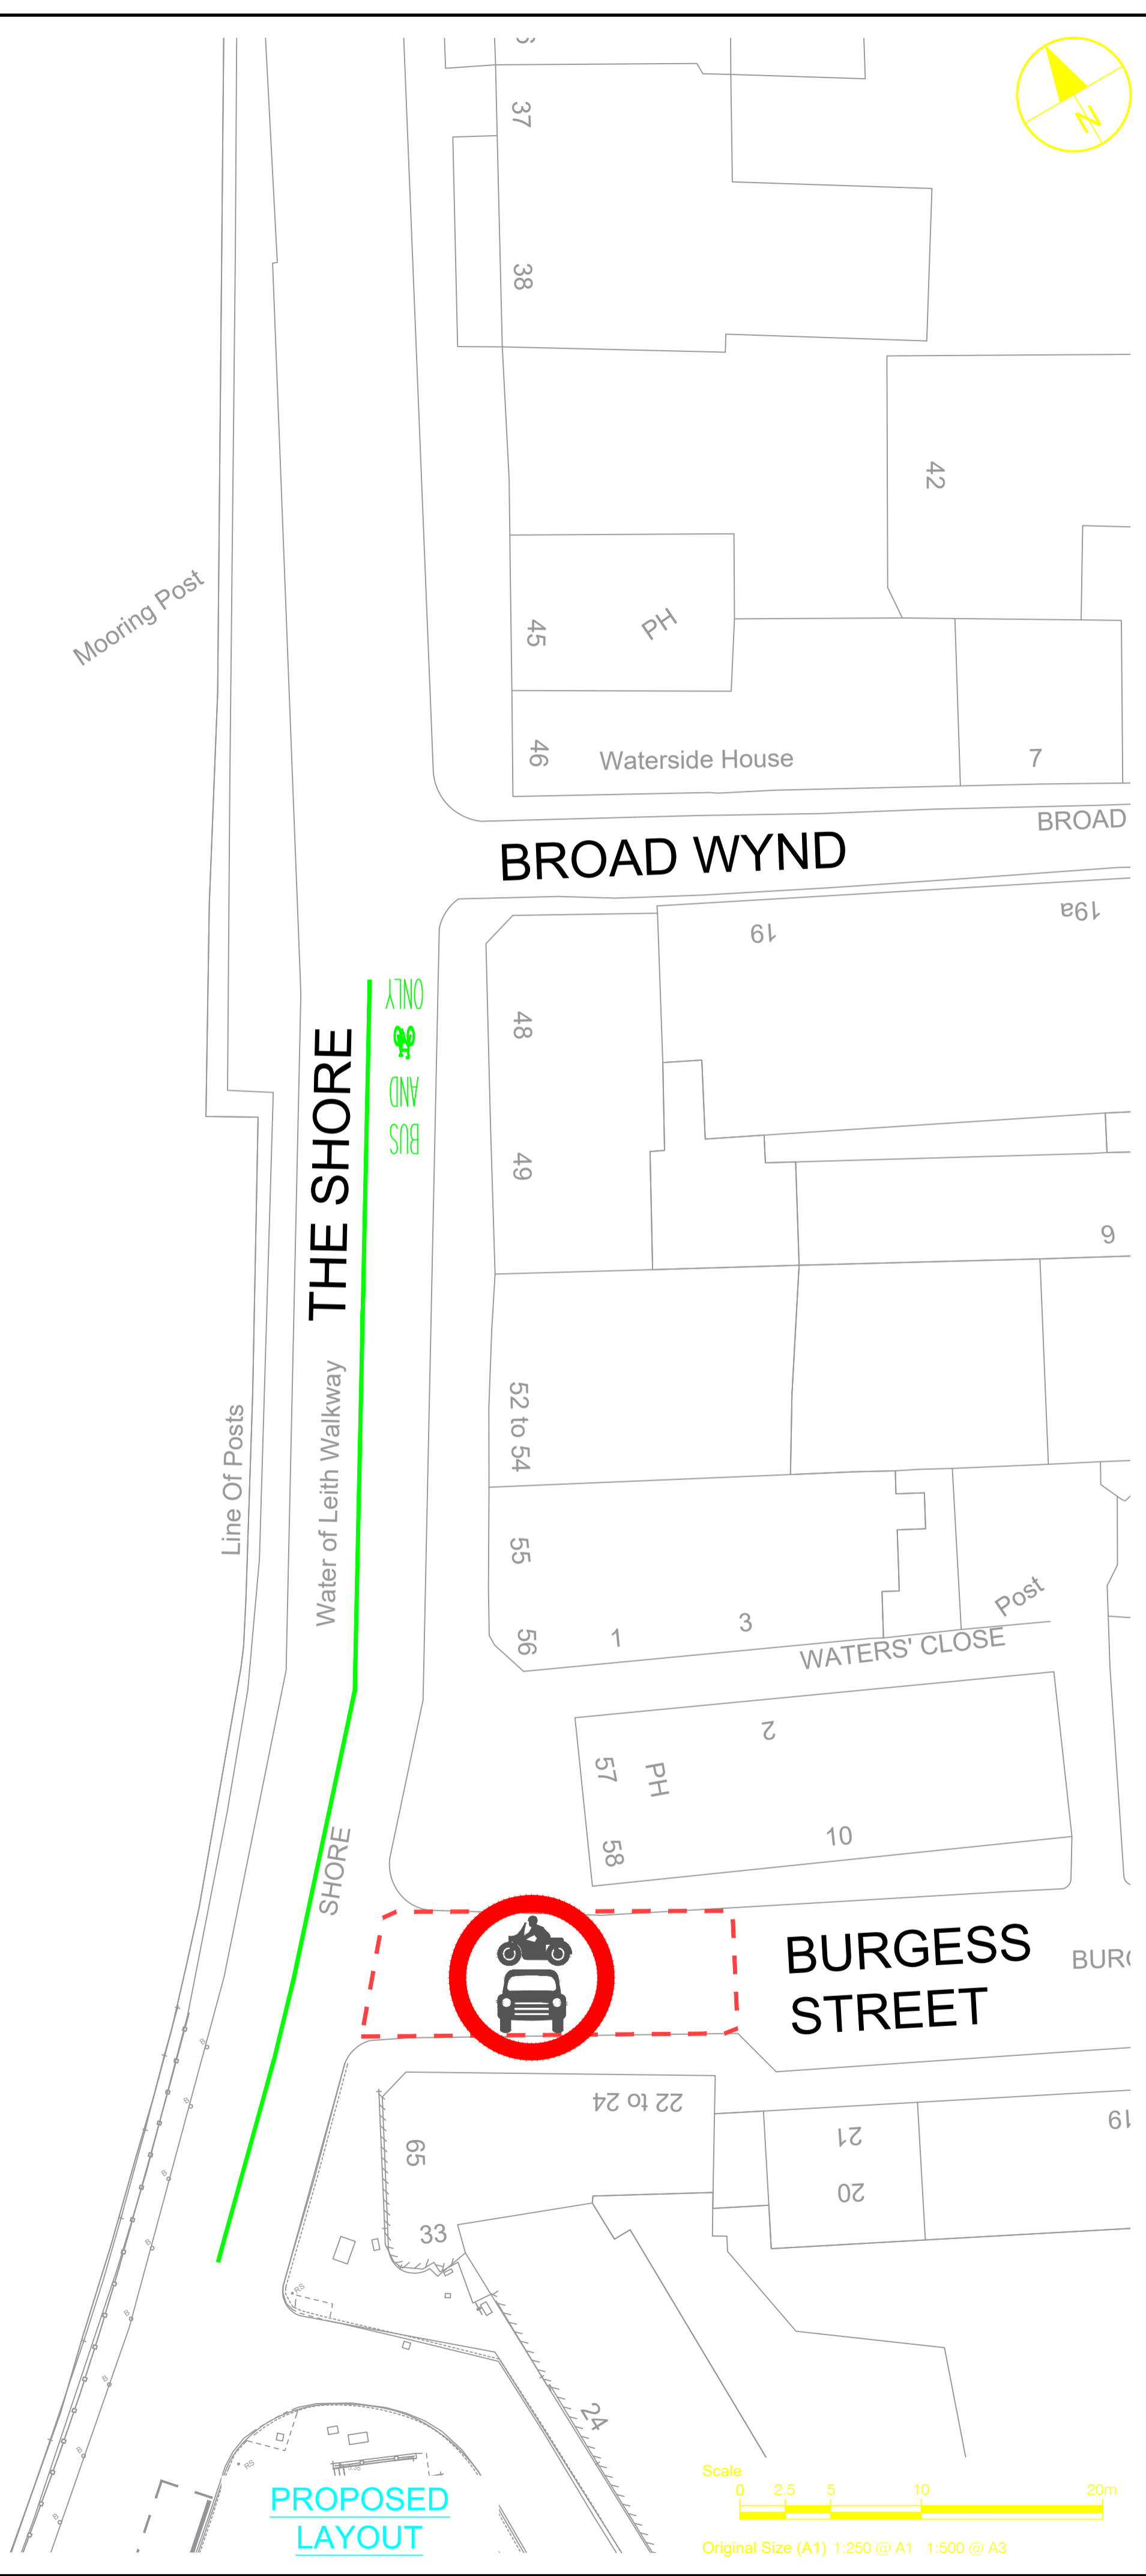 N
37
38
42
Mooring Post
45
PH
46
Waterside House
7
BROAD
BROAD WYND
19
19a
ONLY
AND
BUS
48
THE SHORE
49
9
52 to 54
Line Of Posts
Water of Leith Walkway
55
Post
56
1
3
WATERS' CLOSE
2
57
PH
10
58
SHORE
BURGESS
STREET
22 to 24
65
21
19
20
33
RS
24
RS
PROPOSED
LAYOUT
Scale
0 2.5 5 10 20m
Original Size (A1) 1:250 @ A1 1:500 @ A3